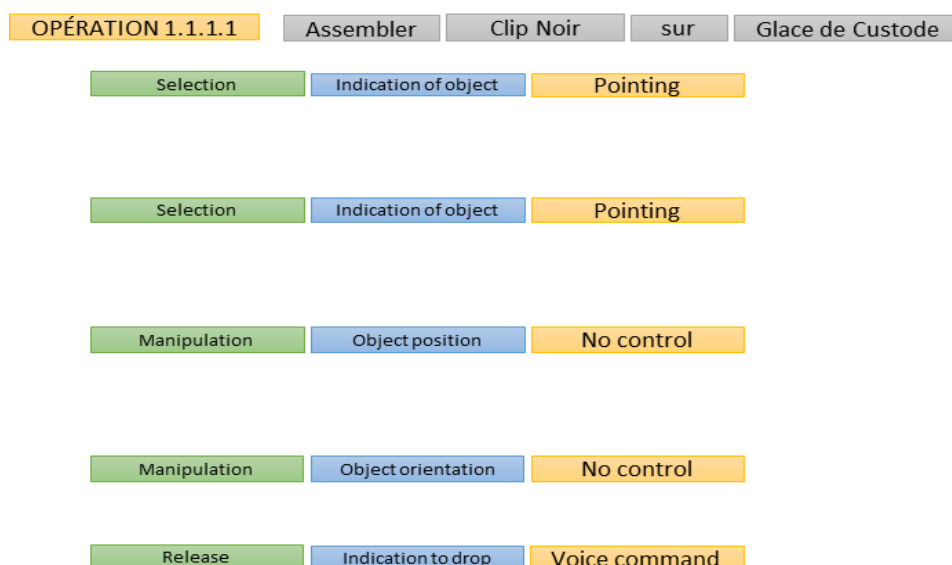 OPÉRATION 1.1.1.1 Assembler Clip Noir sur Glace de Custode
Selection Indication of object Pointing
Selection Indication of object Pointing
Manipulation Object position No control
Manipulation Object orientation No control
Release Indication to drop Voice command